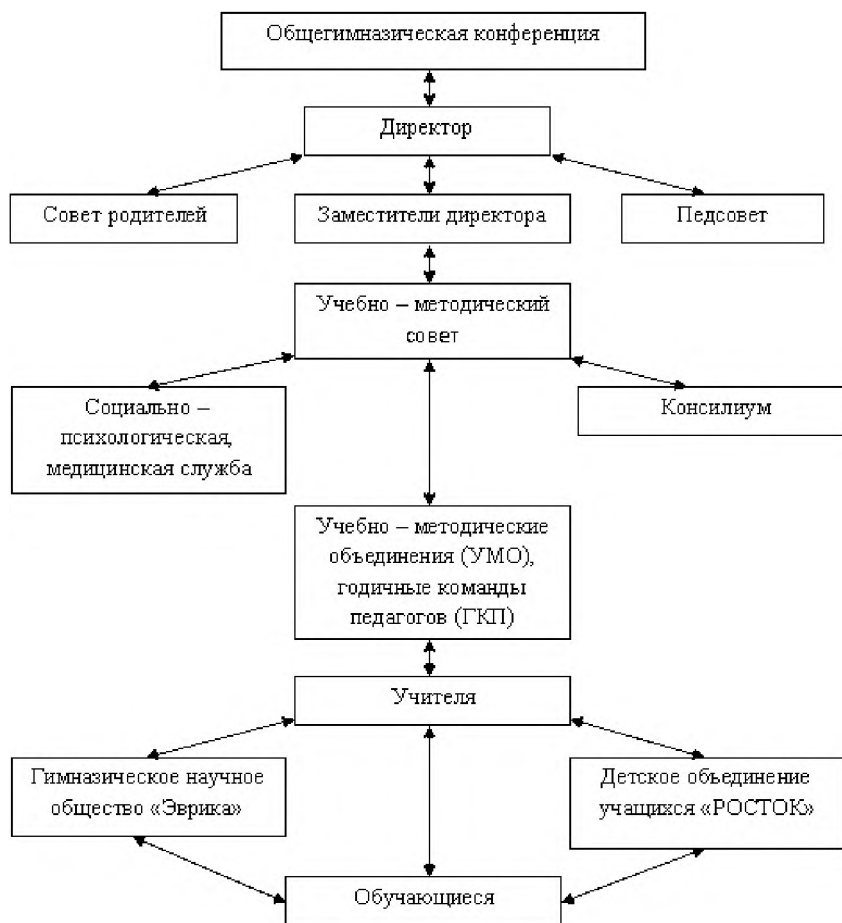 Общегимназическая конференция
Директор
Совет родителей
Заместители директора
Педсовет
Учебно – методический
совет
Социально –
психологическая,
медицинская служба
Консилиум
Учебно – методические
объединения (УМО),
годичные команды
педагогов (ГКП)
Учителя
Гимназическое научное
общество «Эврика»
Детское объединение
учащихся «РОСТОК»
Обучающиеся